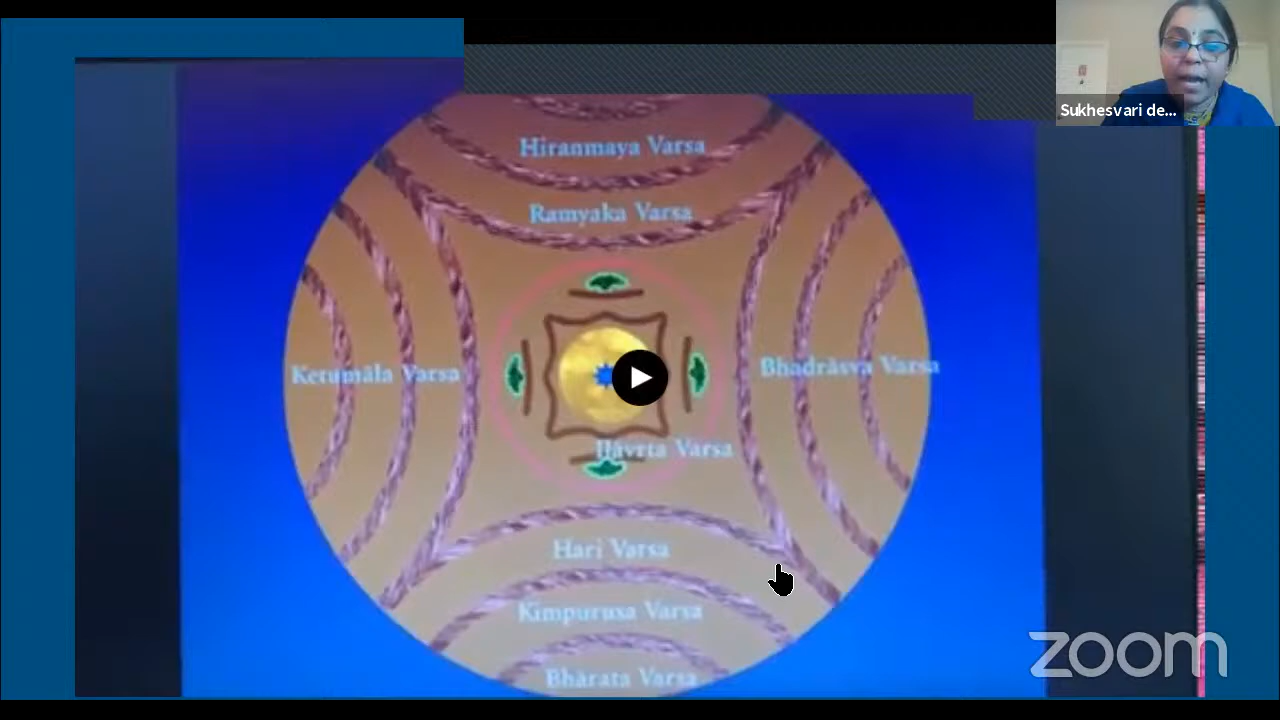 Sukhesvari de...
Hiranmaya Varsa
Ramyaka Varsa
Ketumāla Varsa
Bhadrāsva Varsa
Ilāvrta Varsa
Hari Varsa
Kimpurusa Varsa
Bhārata Varsa
zoom